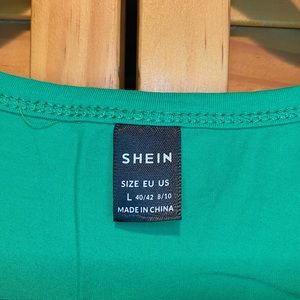 SHEIN
SIZE EU US
L 40/42 8/10
MADE IN CHINA